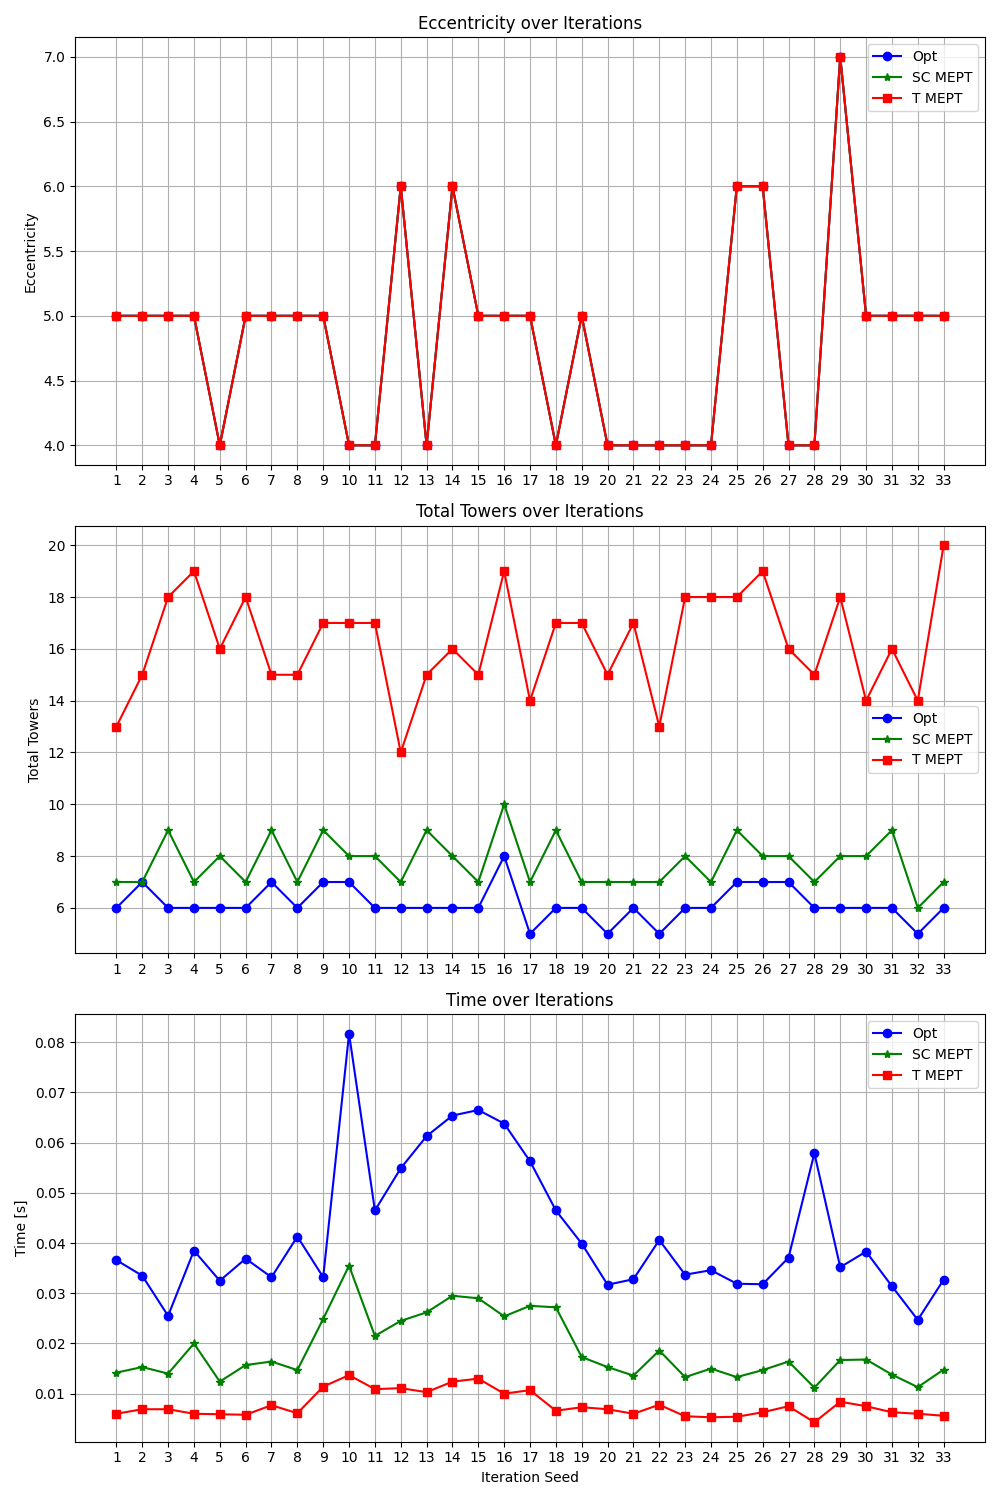 Eccentricity over Iterations
Eccentricity
7.0
6.5
6.0
5.5
5.0
4.5
4.0
Opt
SC MEPT
T MEPT
1 2 3 4 5 6 7 8 9 10 11 12 13 14 15 16 17 18 19 20 21 22 23 24 25 26 27 28 29 30 31 32 33
Total Towers over Iterations
Total Towers
20
18
16
14
12
10
8
6
Opt
SC MEPT
T MEPT
1 2 3 4 5 6 7 8 9 10 11 12 13 14 15 16 17 18 19 20 21 22 23 24 25 26 27 28 29 30 31 32 33
Time over Iterations
Time [s]
0.08
0.07
0.06
0.05
0.04
0.03
0.02
0.01
Opt
SC MEPT
T MEPT
1 2 3 4 5 6 7 8 9 10 11 12 13 14 15 16 17 18 19 20 21 22 23 24 25 26 27 28 29 30 31 32 33
Iteration Seed